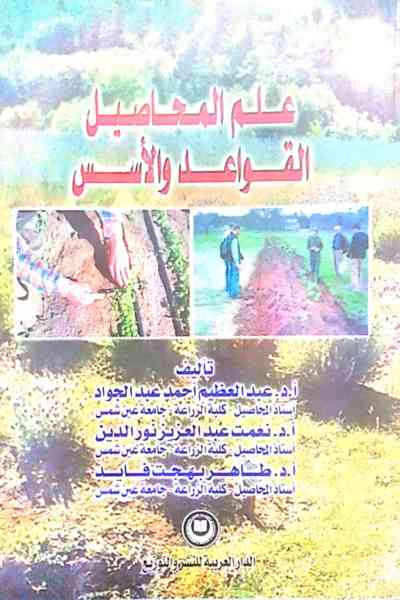 علم المحاصيل
القواعد والأسس
تأليف
أ.د. عبد العظيم أحمد عبد الجواد
أستاذ المحاصيل - كلية الزراعة - جامعة عين شمس
أ.د. نعمت عبد العزيز نور الدين
أستاذ المحاصيل - كلية الزراعة - جامعة عين شمس
أ.د. طاهر بهجت فايد
أستاذ المحاصيل - كلية الزراعة - جامعة عين شمس
الدار العربية للنشر والتوزيع